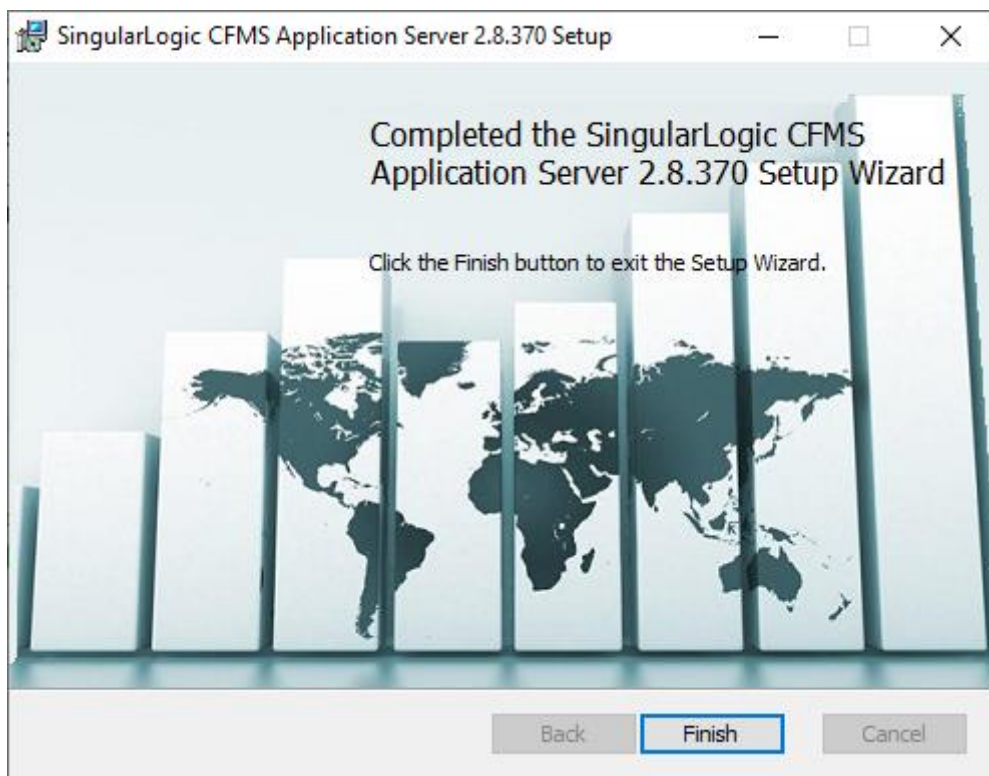 SingularLogic CFMS Application Server 2.8.370 Setup
Completed the SingularLogic CFMS
Application Server 2.8.370 Setup Wizard
Click the Finish button to exit the Setup Wizard.
Back
Finish
Cancel